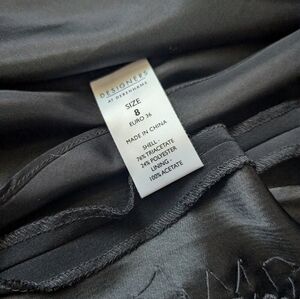 DESIGNERS
AT DEBENHAMS
SIZE
8
EURO 36
MADE IN CHINA
SHELL
76% TRIACETATE
24% POLYESTER
LINING -
100% ACETATE